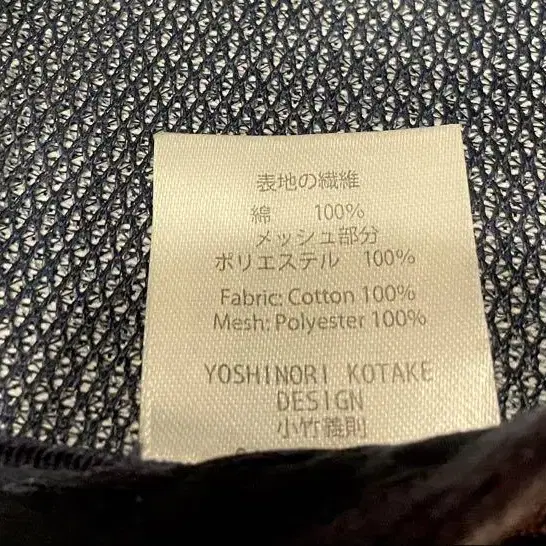 表地の繊維
綿 100%
メッシュ部分
ポリエステル 100%
Fabric: Cotton 100%
Mesh: Polyester 100%
YOSHINORI KOTAKE
DESIGN
小竹義則